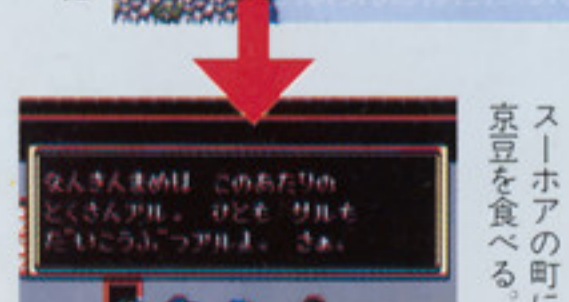 スーホアの町に
京豆を食べる。
なんきんまめは このあたりの
とくさんアル。 ひとも サルも
だいこうぶつアルよ。 さぁ。